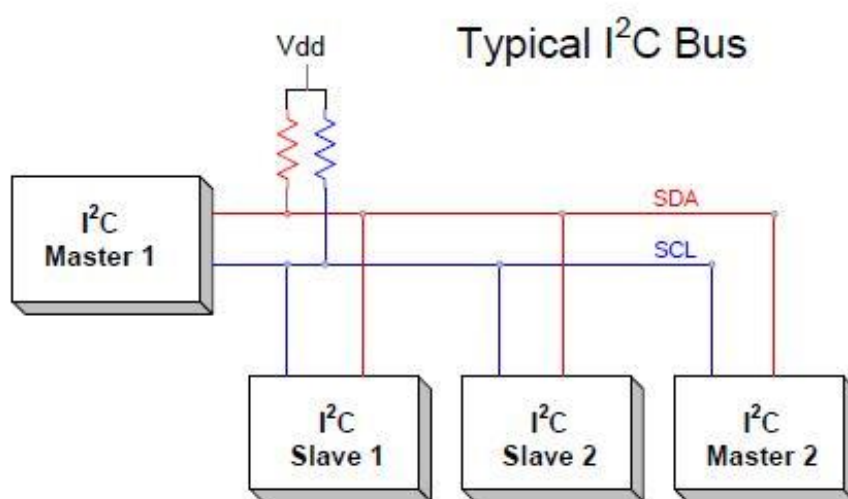 Vdd
Typical I²C Bus
I²C
Master 1
SDA
SCL
I²C
Slave 1
I²C
Slave 2
I²C
Master 2